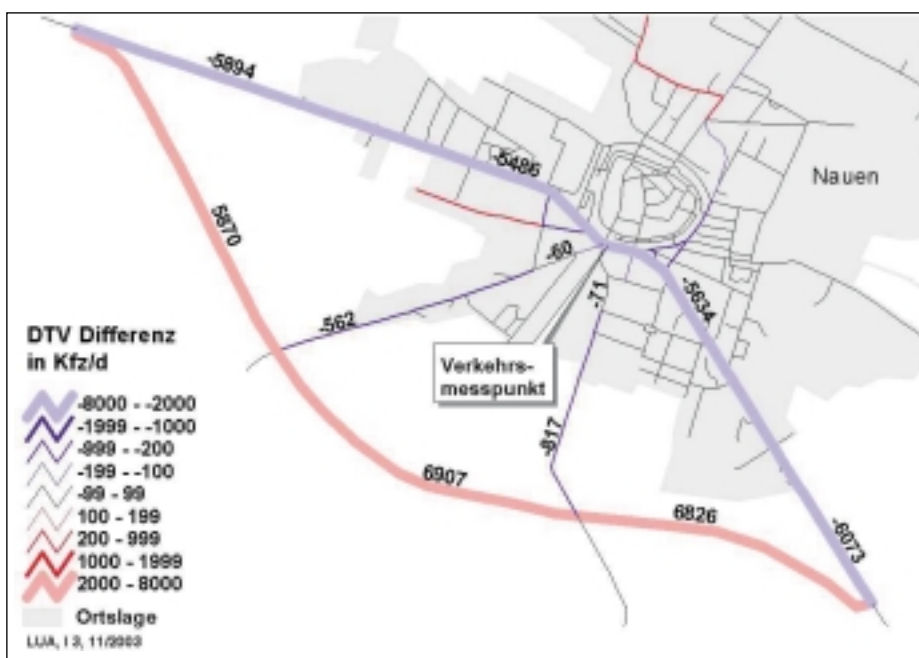 -5894
-5486
Nauen
5870
-60
-562
-71
-5634
Verkehrs-
messpunkt
-817
6907
6826
-6073
DTV Differenz
in Kfz/d
-8000 - -2000
-1999 - -1000
-999 - -200
-199 - -100
-99 - 99
100 - 199
200 - 999
1000 - 1999
2000 - 8000
Ortslage
LUA, I 3, 11/2003